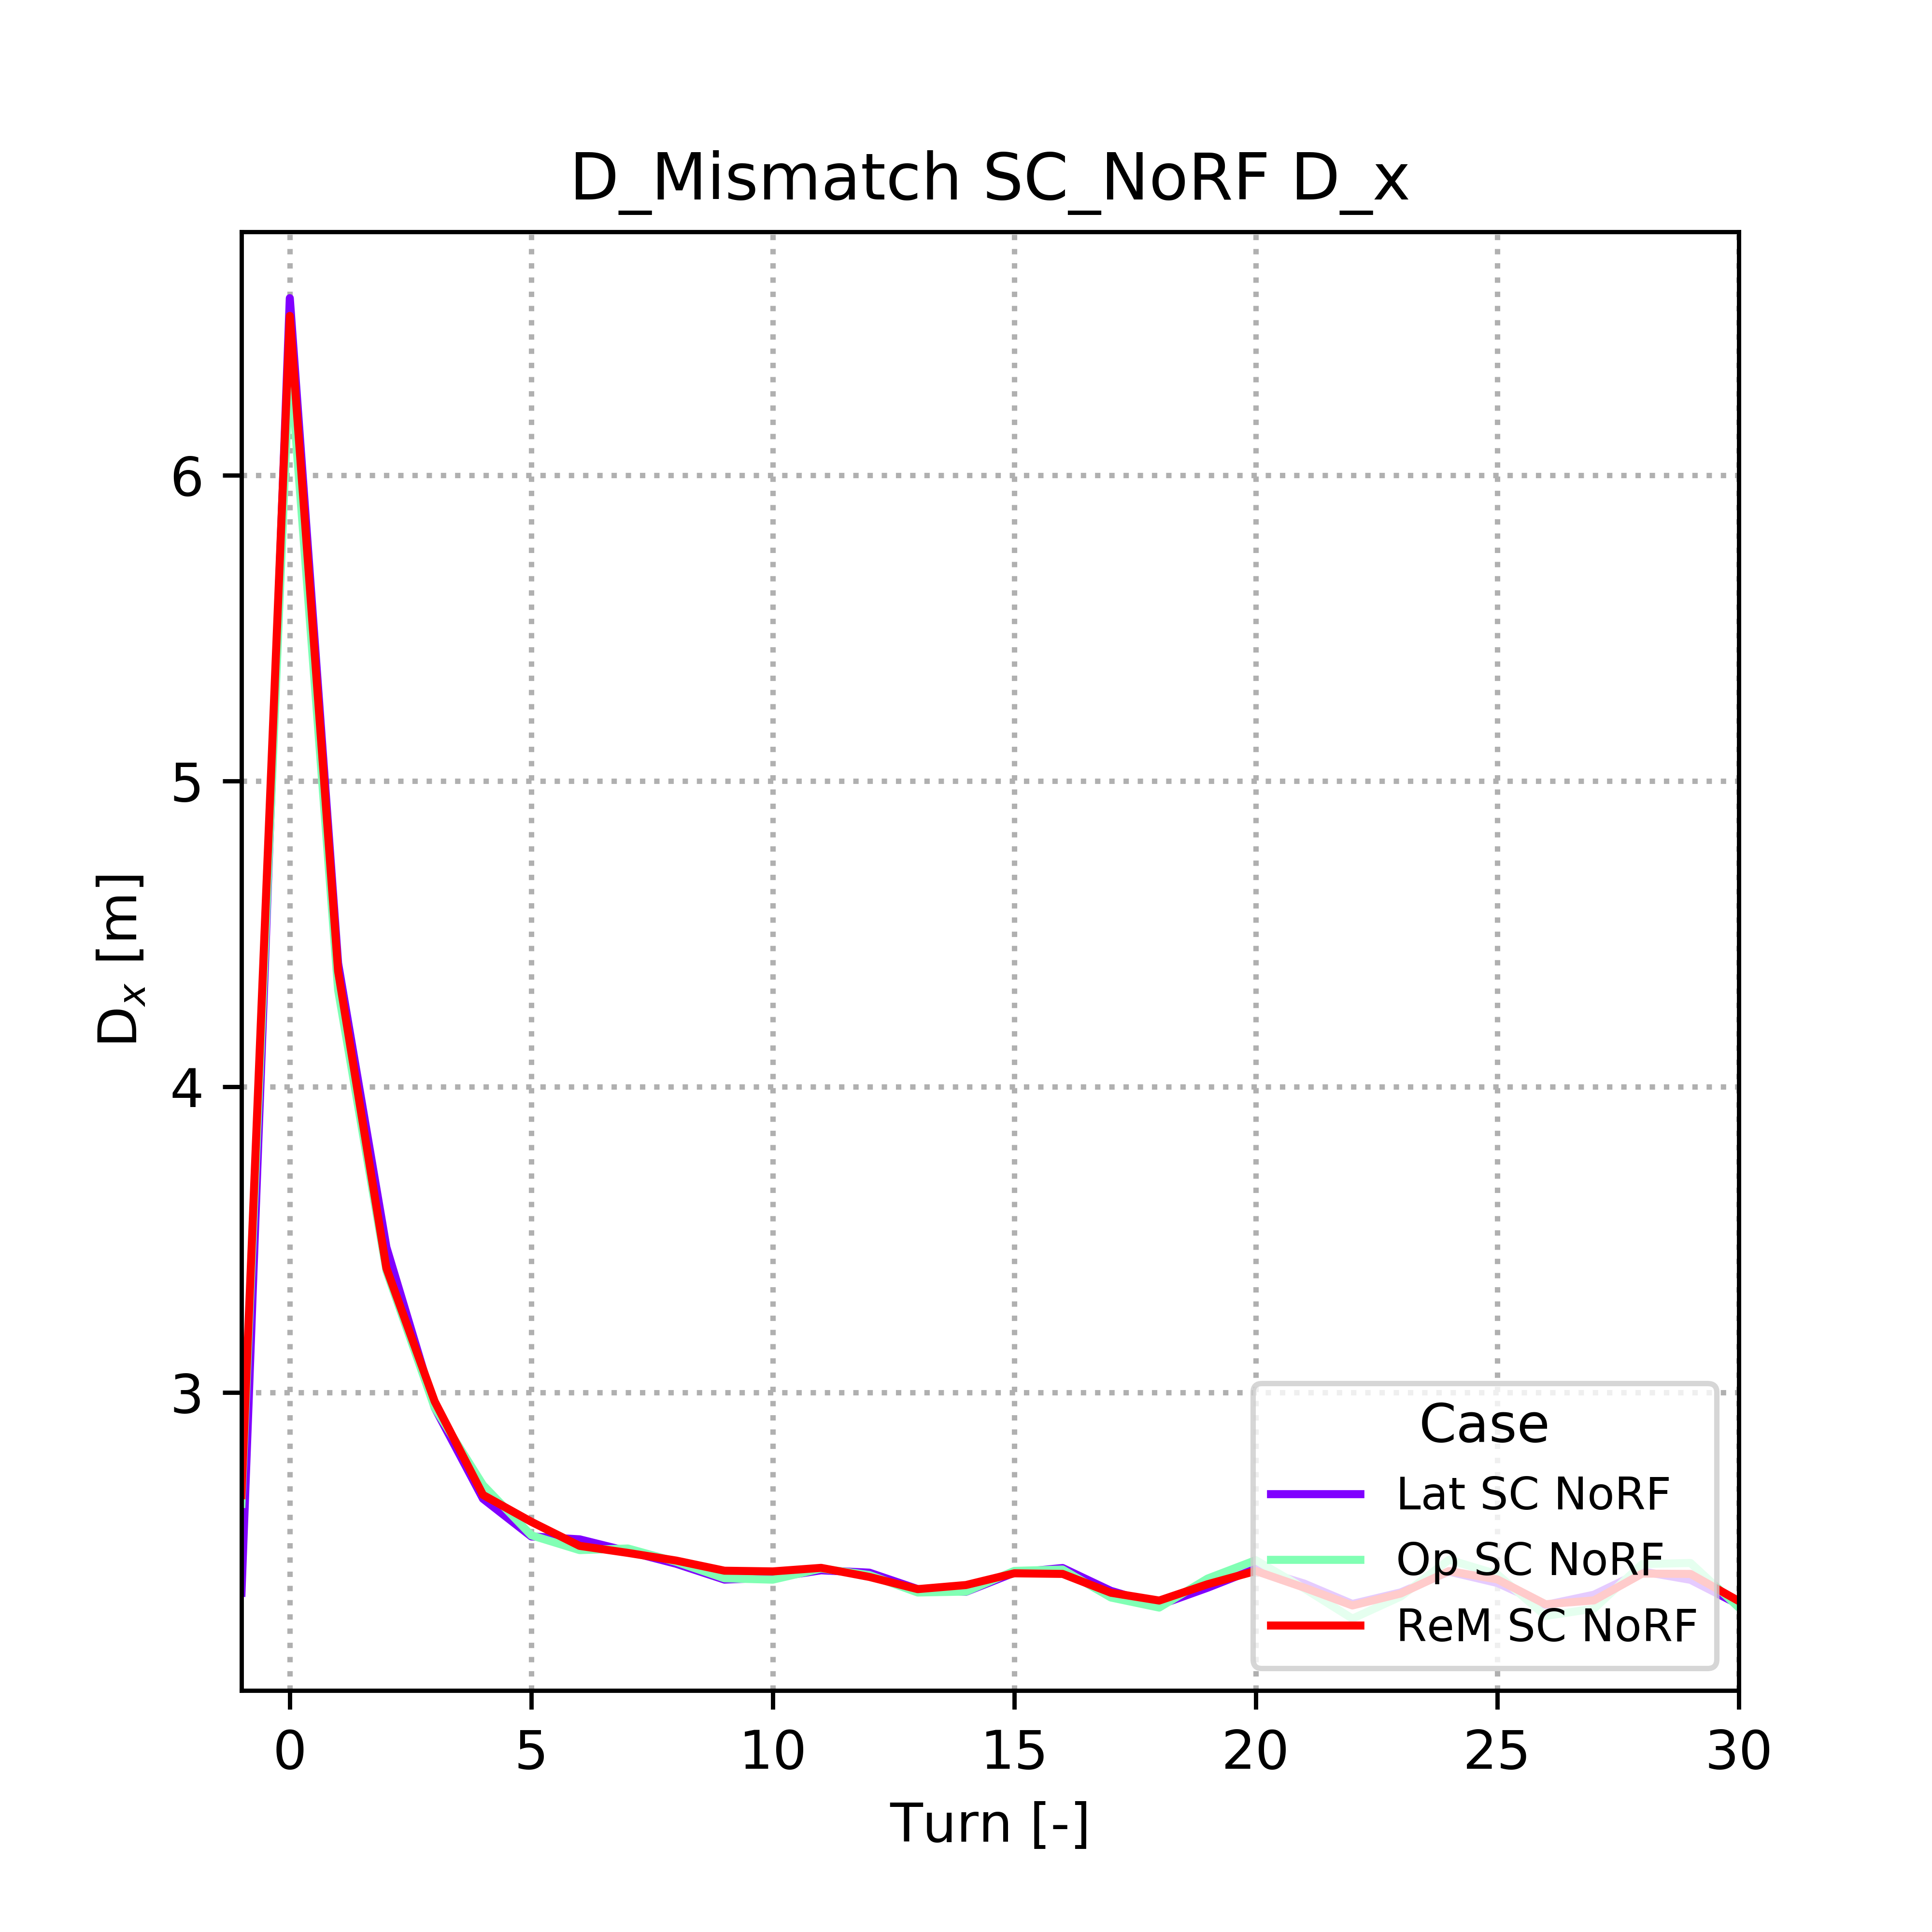 D_Mismatch SC_NoRF D_x
6
5
4
3
D_x [m]
Case
Lat SC NoRF
Op SC NoRF
ReM SC NoRF
0 5 10 15 20 25 30
Turn [-]